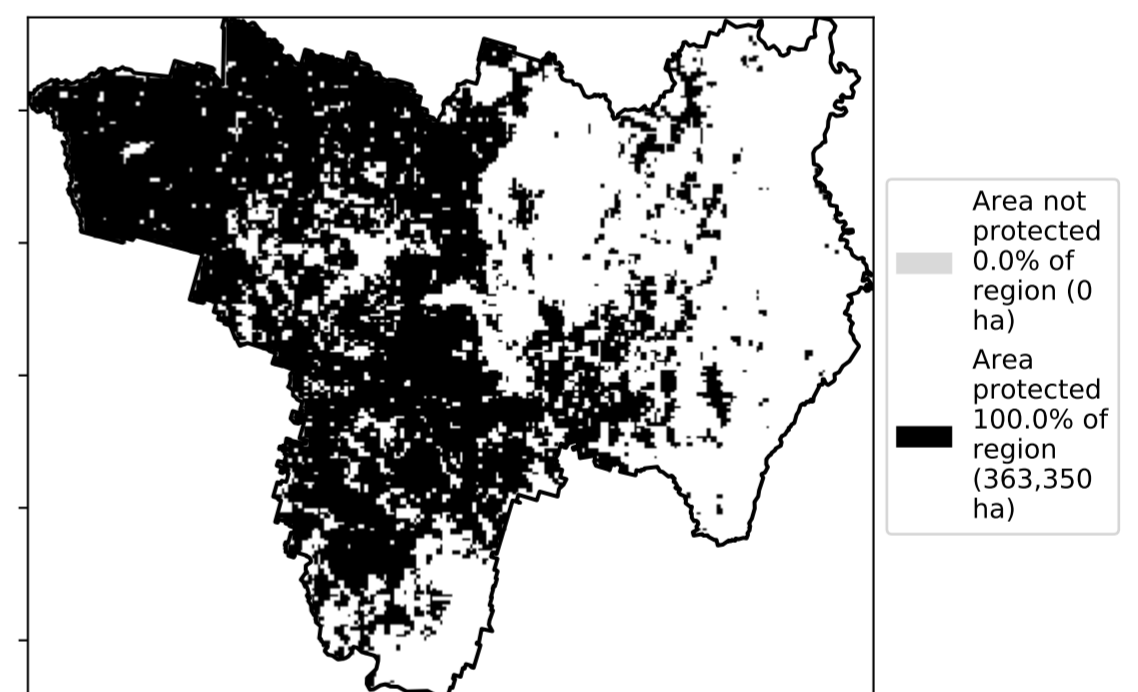 Area not
protected
0.0% of
region (0
ha)
Area
protected
100.0% of
region
(363,350
ha)